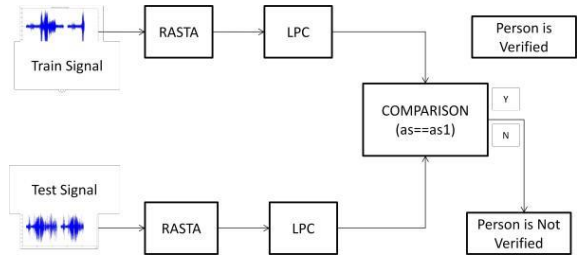 Train Signal
RASTA
LPC
Person is
Verified
COMPARISON
(as==as1)
Y
N
Test Signal
RASTA
LPC
Person is Not
Verified